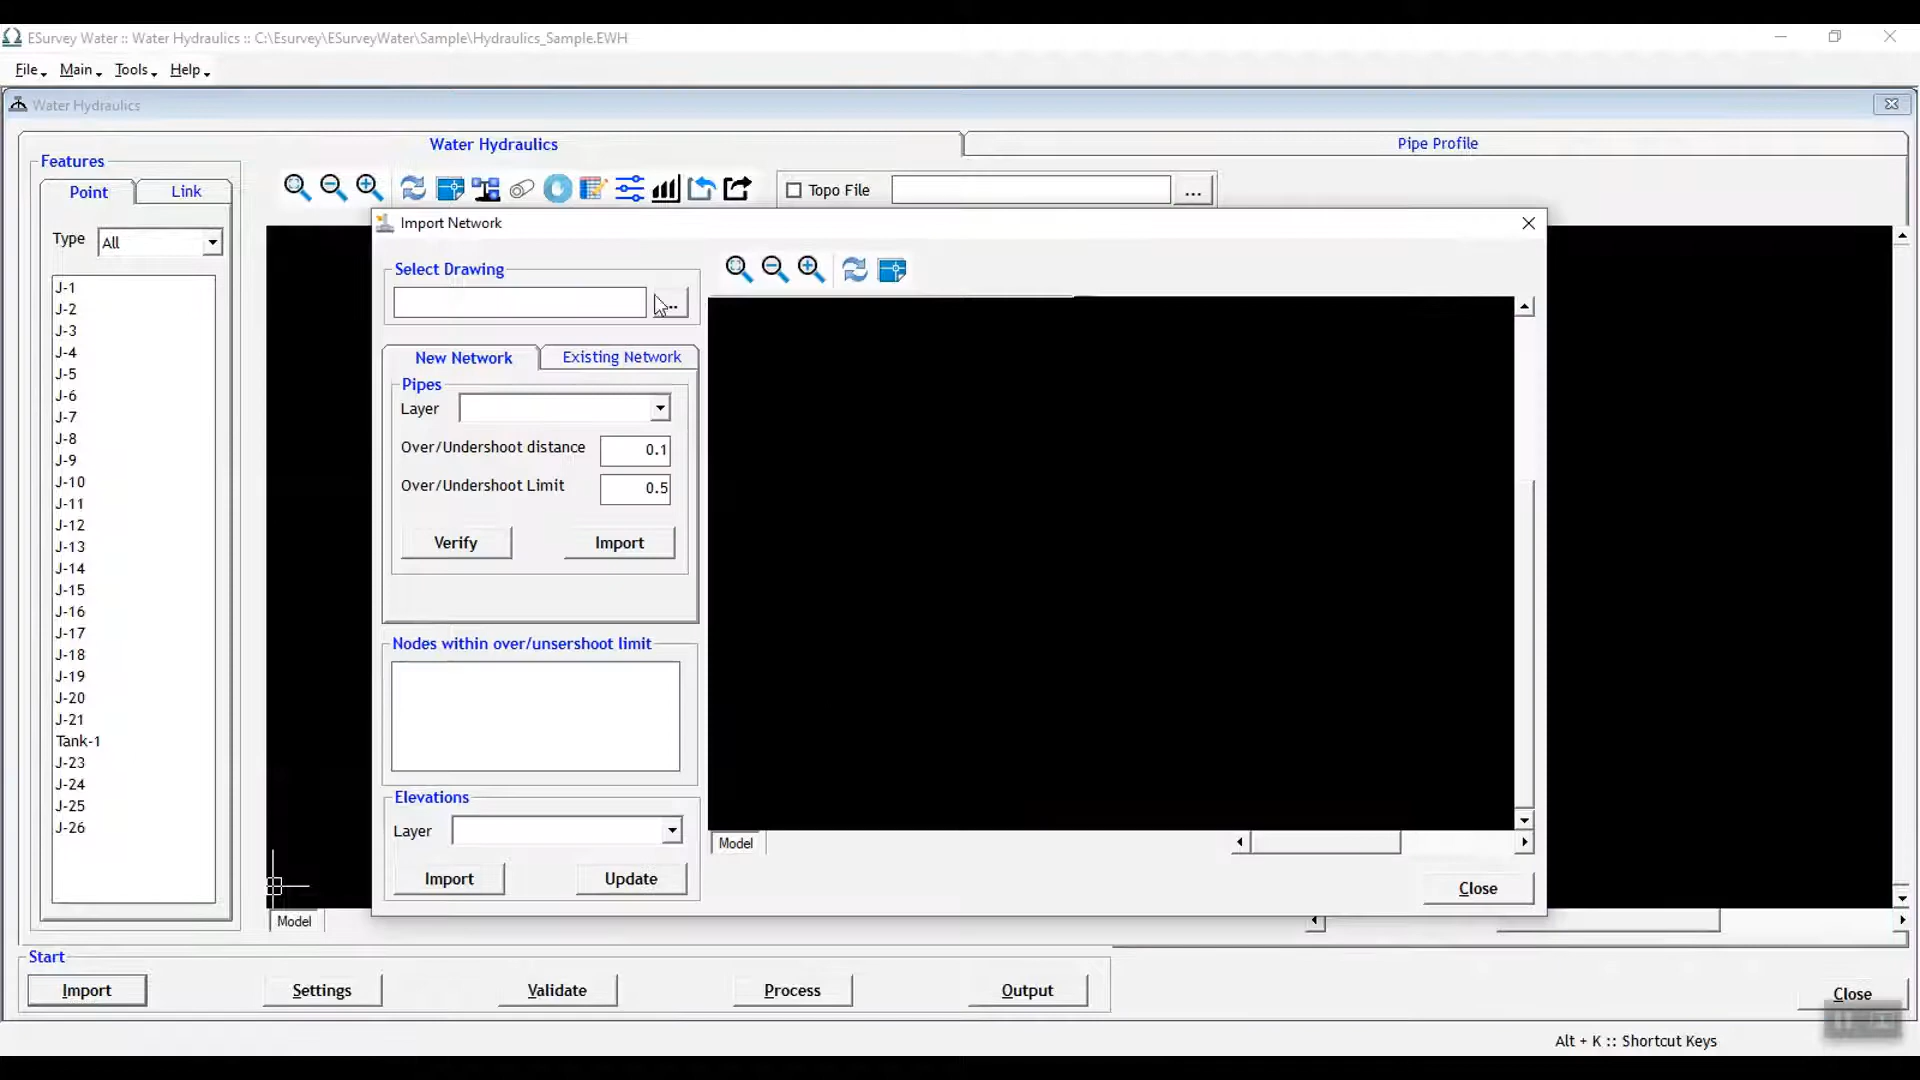 ESurvey Water :: Water Hydraulics :: C:\Esurvey\ESurveyWater\Sample\Hydraulics_Sample.EWH
File Main Tools Help
Water Hydraulics
Water Hydraulics
Pipe Profile
Features
Point
Link
Type
All
J-1
J-2
J-3
J-4
J-5
J-6
J-7
J-8
J-9
J-10
J-11
J-12
J-13
J-14
J-15
J-16
J-17
J-18
J-19
J-20
J-21
Tank-1
J-23
J-24
J-25
J-26
Topo File
...
Import Network
Select Drawing
...
New Network
Existing Network
Pipes
Layer
Over/Undershoot distance
0.1
Over/Undershoot Limit
0.5
Verify
Import
Nodes within over/unsershoot limit
Elevations
Layer
Import
Update
Model
Close
Model
Start
Import
Settings
Validate
Process
Output
Close
Alt + K :: Shortcut Keys